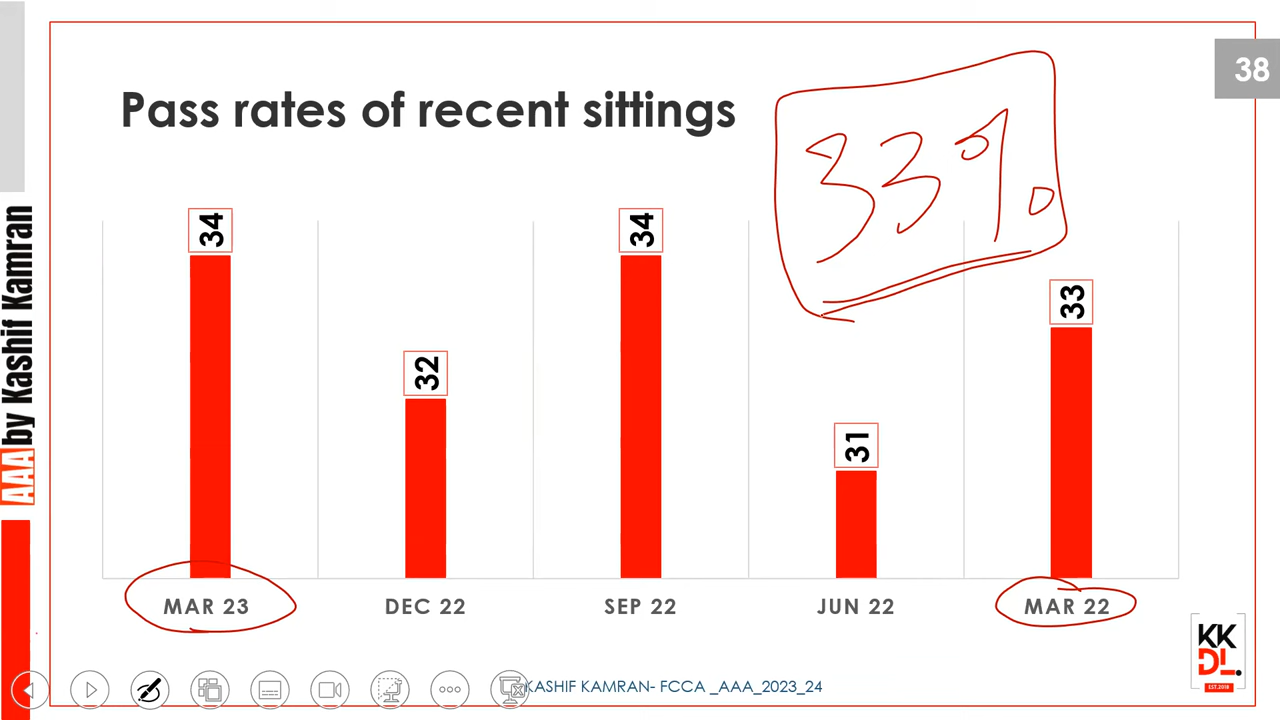 38
Pass rates of recent sittings
33%
34
32
34
31
33
MAR 23
DEC 22
SEP 22
JUN 22
MAR 22
AAA by Kashif Kamran
KASHIF KAMRAN- FCCA _AAA_2023_24
KK
DL.
EST.2018